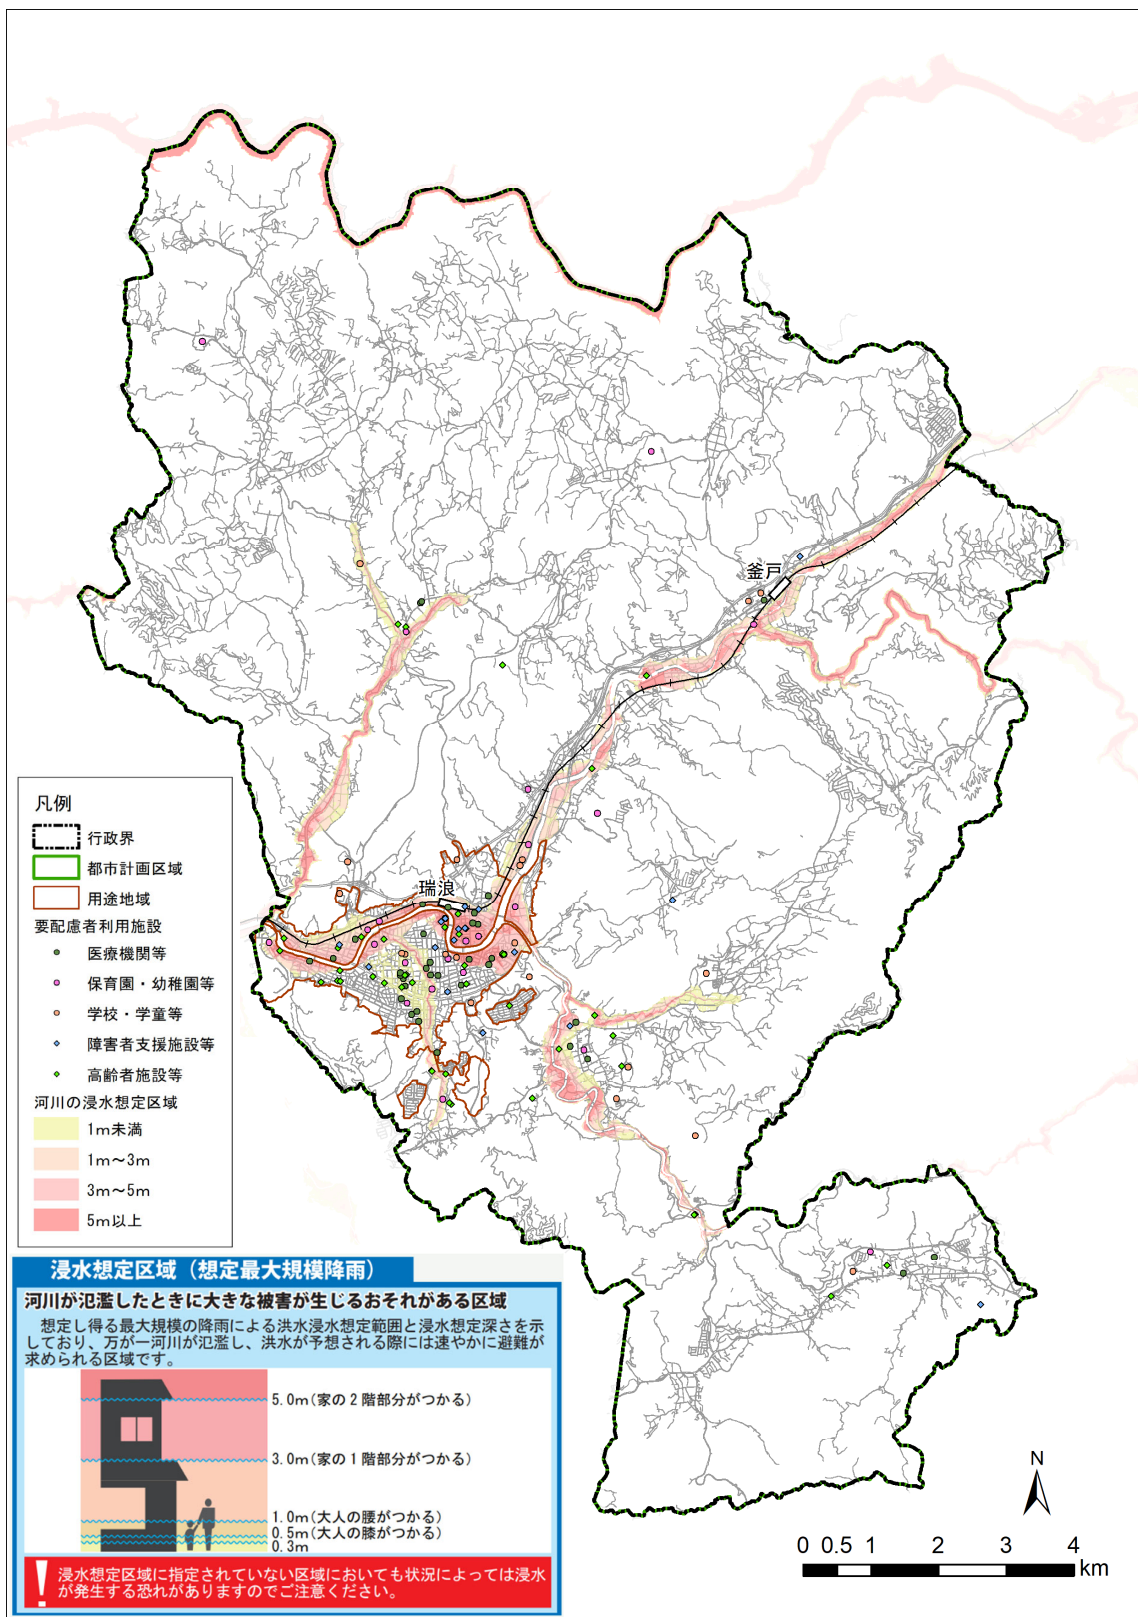 釜戸
瑞浪
凡例
行政界
都市計画区域
用途地域
要配慮者利用施設
医療機関等
保育園・幼稚園等
学校・学童等
障害者支援施設等
高齢者施設等
河川の浸水想定区域
1m未満
1m～3m
3m～5m
5m以上
浸水想定区域（想定最大規模降雨）
河川が氾濫したときに大きな被害が生じるおそれがある区域
想定し得る最大規模の降雨による洪水浸水想定範囲と浸水想定深さを示
しており、万が一河川が氾濫し、洪水が予想される際には速やかに避難が
求められる区域です。
5.0m（家の2階部分がつかる）
3.0m（家の1階部分がつかる）
1.0m（大人の腰がつかる）
0.5m（大人の膝がつかる）
0.3m
! 浸水想定区域に指定されていない区域においても状況によっては浸水
が発生する恐れがありますのでご注意ください。
N
0 0.5 1 2 3 4
km